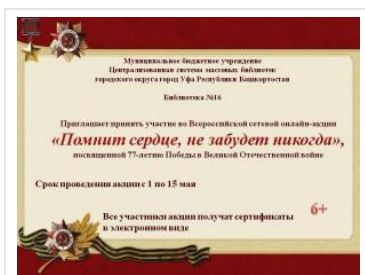 Муниципальное бюджетное учреждение
Централизованная система массовых библиотек
городского округа город Уфа Республики Башкортостан
Библиотека №16
Приглашает принять участие во Всероссийской сетевой онлайн-акции
«Помнит сердце, не забудет никогда»,
посвященной 77-летию Победы в Великой Отечественной войне
Срок проведения акции с 1 по 15 мая
6+
Все участники акции получат сертификаты
в электронном виде